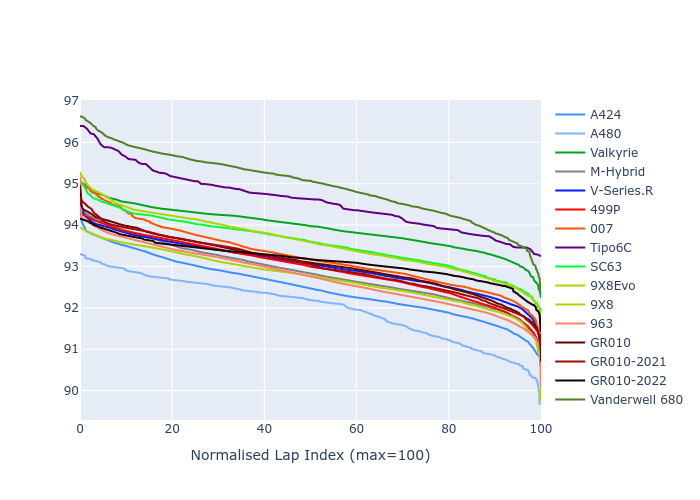 97
96
95
94
93
92
91
90
0 20 40 60 80 100
Normalised Lap Index (max=100)
A424
A480
Valkyrie
M-Hybrid
V-Series.R
499P
007
Tipo6C
SC63
9X8Evo
9X8
963
GR010
GR010-2021
GR010-2022
Vanderwell 680